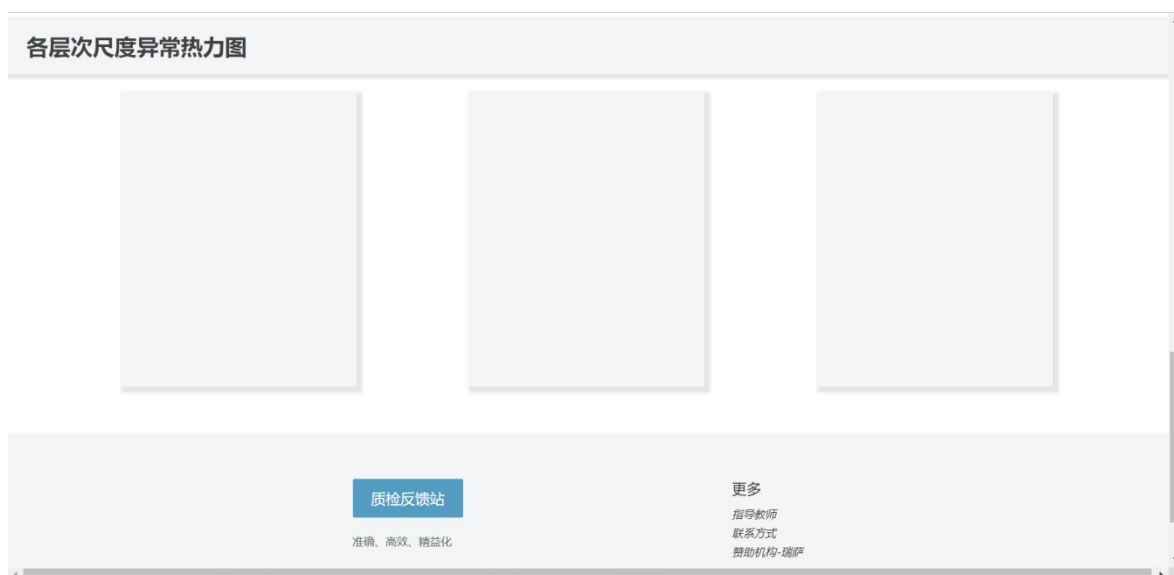 各层次尺度异常热力图
质检反馈站
准确、高效、精益化
更多
指导教师
联系方式
赞助机构-瑞萨